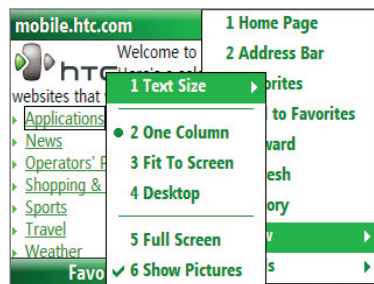 mobile.htc.com
Welcome to
hTC
websites that
Applications
News
Operators'
Shopping &
Sports
Travel
Weather
Favo
1 Home Page
2 Address Bar
orites
to Favorites
ward
esh
ory
w
s
1 Text Size
2 One Column
3 Fit To Screen
4 Desktop
5 Full Screen
6 Show Pictures